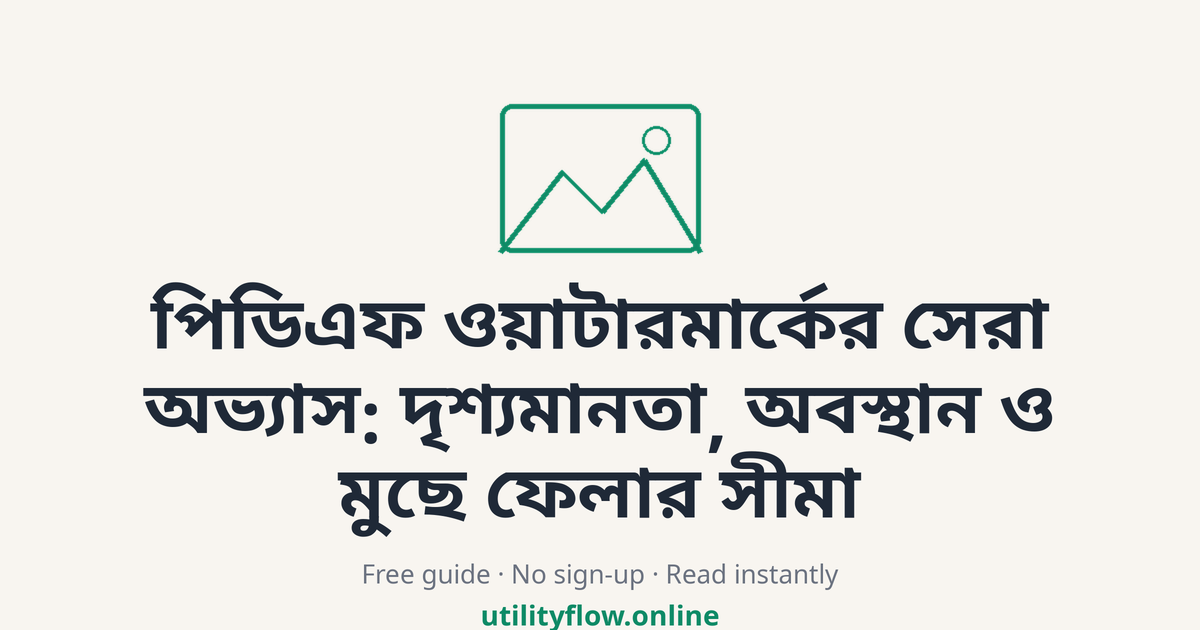 পিডিএফ ওয়াটারমার্কের সেরা
অভ্যাস: দৃশ্যমানতা, অবস্থান ও
মুছে ফেলার সীমা
Free guide · No sign-up · Read instantly
utilityflow.online